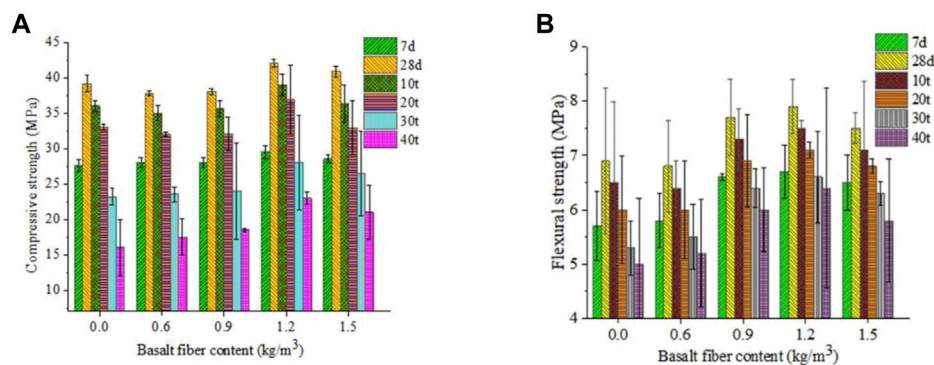 A
Compressive strength (MPa)
45
40
35
30
25
20
15
10
0.0 0.6 0.9 1.2 1.5
Basalt fiber content (kg/m³)
7d
28d
10t
20t
30t
40t
B
Flexural strength (MPa)
9
8
7
6
5
4
0.0 0.6 0.9 1.2 1.5
Basalt fiber content (kg/m³)
7d
28d
10t
20t
30t
40t